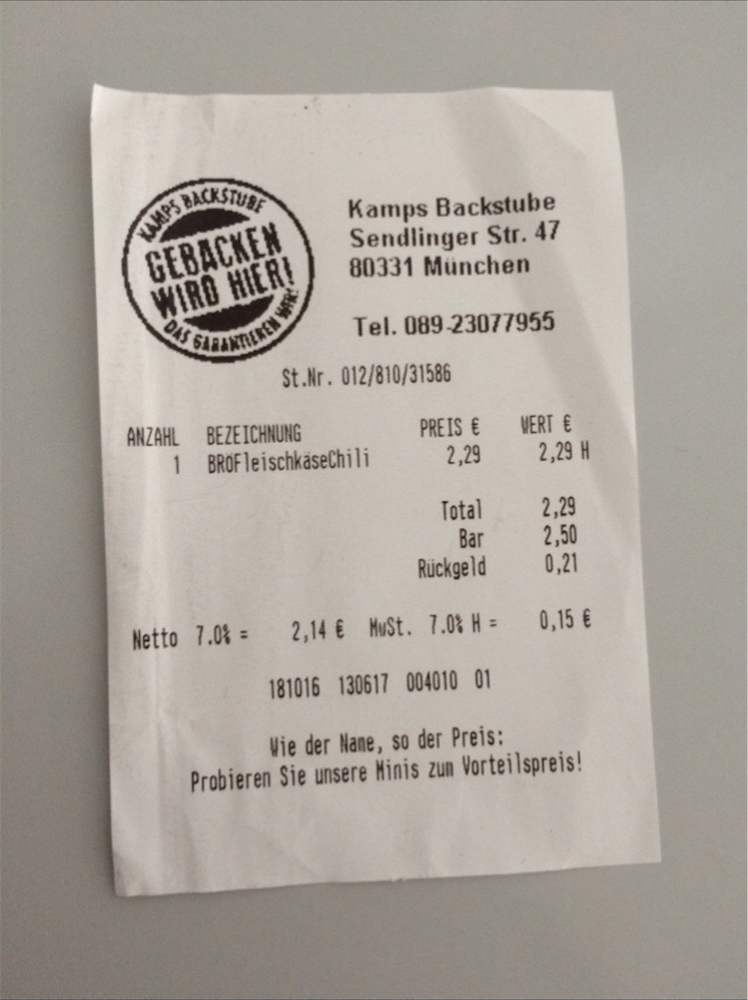 KAMPS BACKSTUBE
GEBACKEN
WIRD HIER!
DAS GARANTIEREN WIR!
Kamps Backstube
Sendlinger Str. 47
80331 München
Tel. 089-23077955
St.Nr. 012/810/31586
ANZAHL BEZEICHNUNG PREIS € WERT €
1 BRÖFleischkäseChili 2,29 2,29 H
Total 2,29
Bar 2,50
Rückgeld 0,21
Netto 7.0% = 2,14 € MwSt. 7.0% H = 0,15 €
181016 130617 004010 01
Wie der Name, so der Preis:
Probieren Sie unsere Minis zum Vorteilspreis!